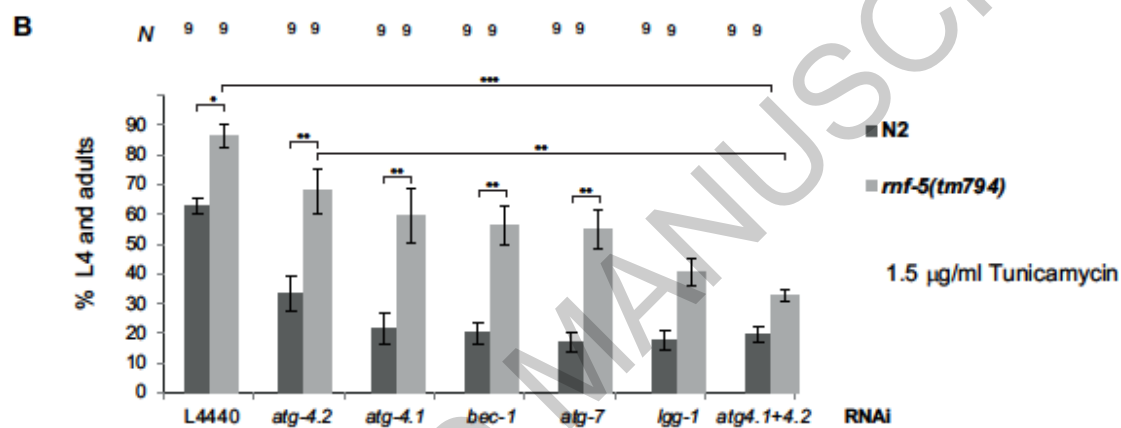 B
N 9 9 9 9 9 9 9 9 9 9 9 9 9 9
***
*
**
**
**
**
**
90
80
70
60
50
40
30
20
10
0
% L4 and adults
N2
rnf-5(tm794)
1.5 µg/ml Tunicamycin
L4440 atg-4.2 atg-4.1 bec-1 atg-7 lgg-1 atg4.1+4.2 RNAi
MANUSC